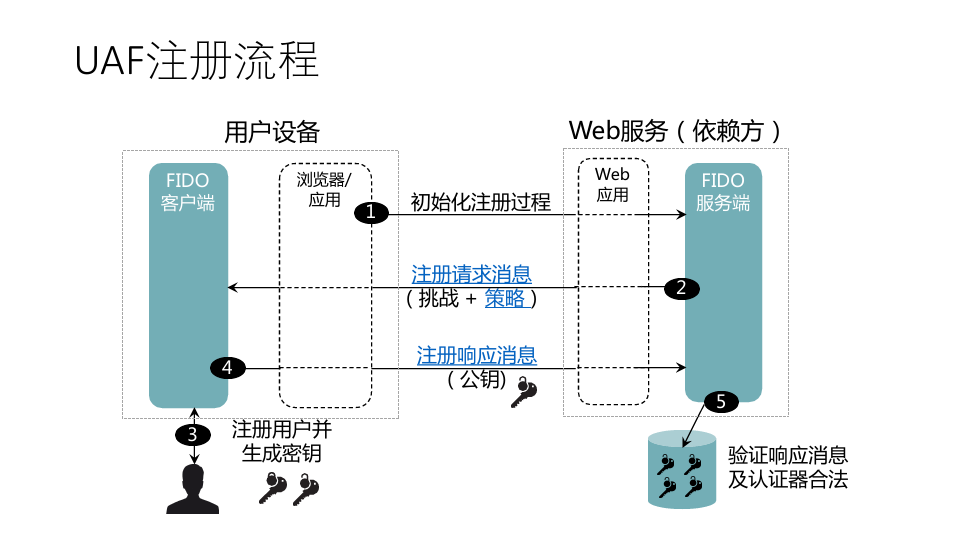 UAF注册流程
用户设备
Web服务（依赖方）
FIDO
客户端
浏览器/
应用
Web
应用
FIDO
服务端
1
初始化注册过程
注册请求消息
（挑战 + 策略）
2
注册响应消息
（公钥）
4
5
3
注册用户并
生成密钥
验证响应消息
及认证器合法